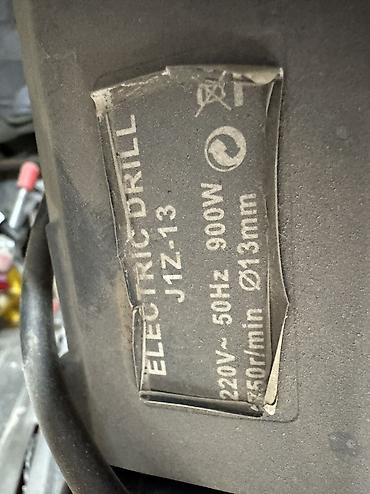 ELECTRIC DRILL
J1Z-13
220V~ 50Hz 900W
Ø13mm